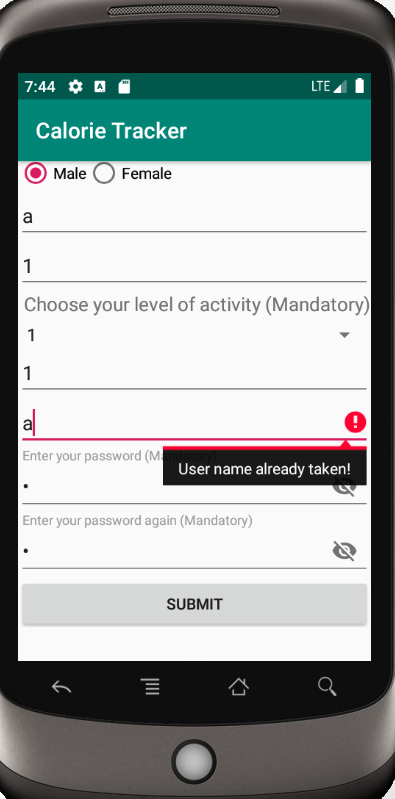 7:44 LTE
Calorie Tracker
Male Female
a
1
Choose your level of activity (Mandatory)
1
1
a
Enter your password (Mandatory)
User name already taken!
•
Enter your password again (Mandatory)
•
SUBMIT